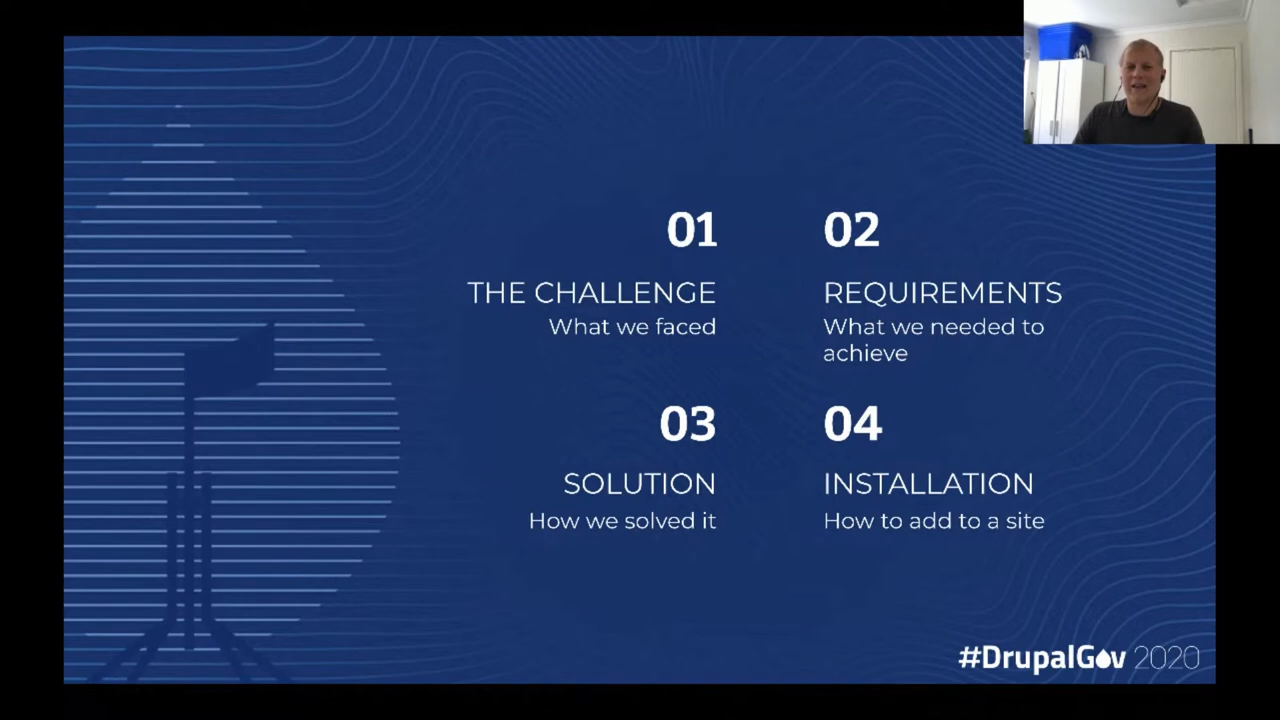 01
THE CHALLENGE
What we faced
02
REQUIREMENTS
What we needed to
achieve
03
SOLUTION
How we solved it
04
INSTALLATION
How to add to a site
#DrupalGov 2020